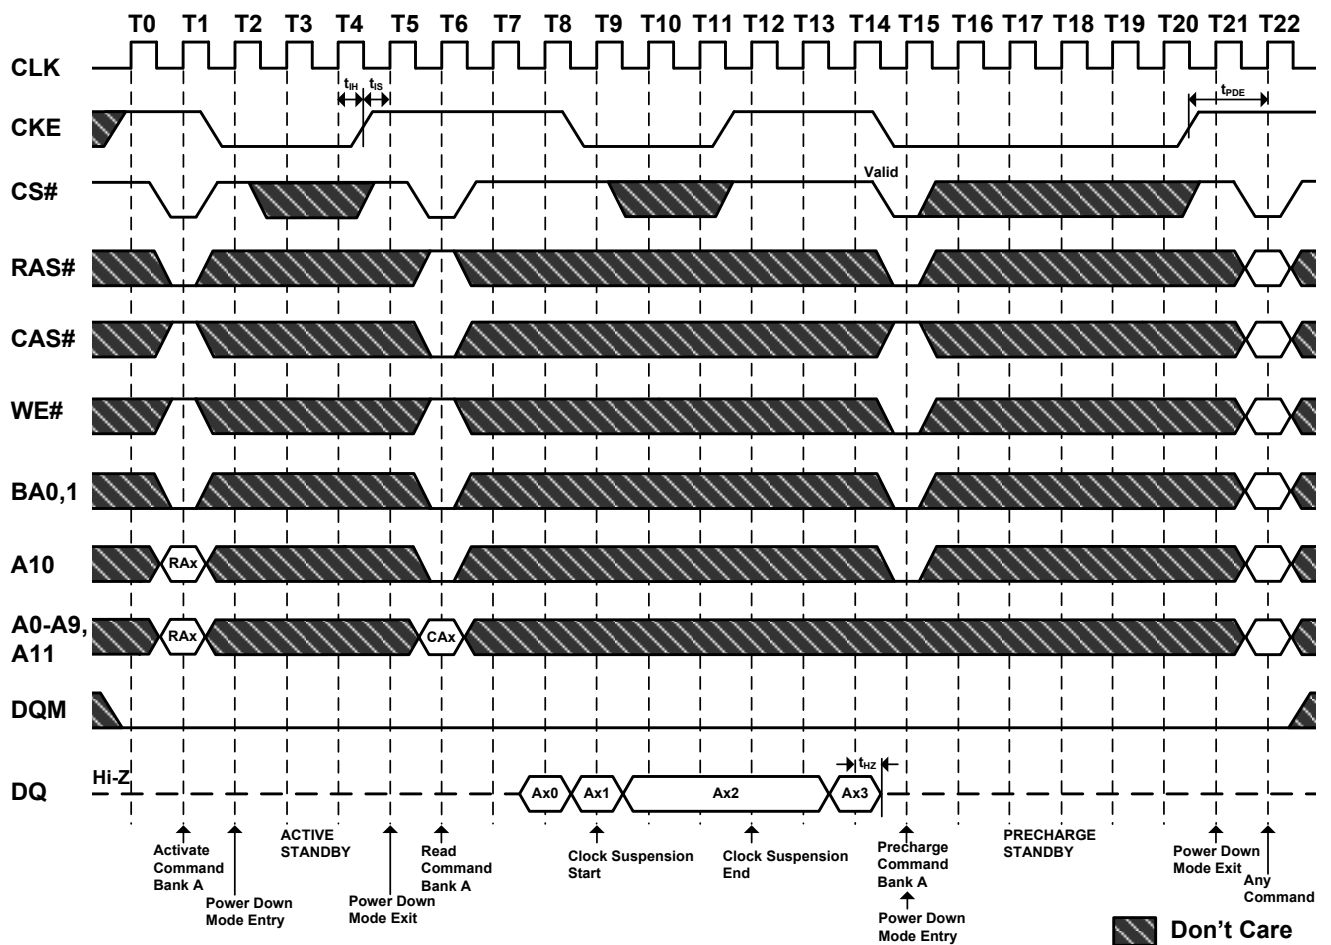 T0 T1 T2 T3 T4 T5 T6 T7 T8 T9 T10 T11 T12 T13 T14 T15 T16 T17 T18 T19 T20 T21 T22
CLK
tIH tIS
tPDE
CKE
Valid
CS#
RAS#
CAS#
WE#
BA0,1
A10
RAx
A0-A9,
A11
RAx
CAx
DQM
Hi-Z
tHZ
DQ
Ax0 Ax1 Ax2 Ax3
Activate
Command
Bank A
Power Down
Mode Entry
ACTIVE
STANDBY
Power Down
Mode Exit
Read
Command
Bank A
Clock Suspension
Start
Clock Suspension
End
Precharge
Command
Bank A
Power Down
Mode Entry
PRECHARGE
STANDBY
Power Down
Mode Exit
Any
Command
Don't Care